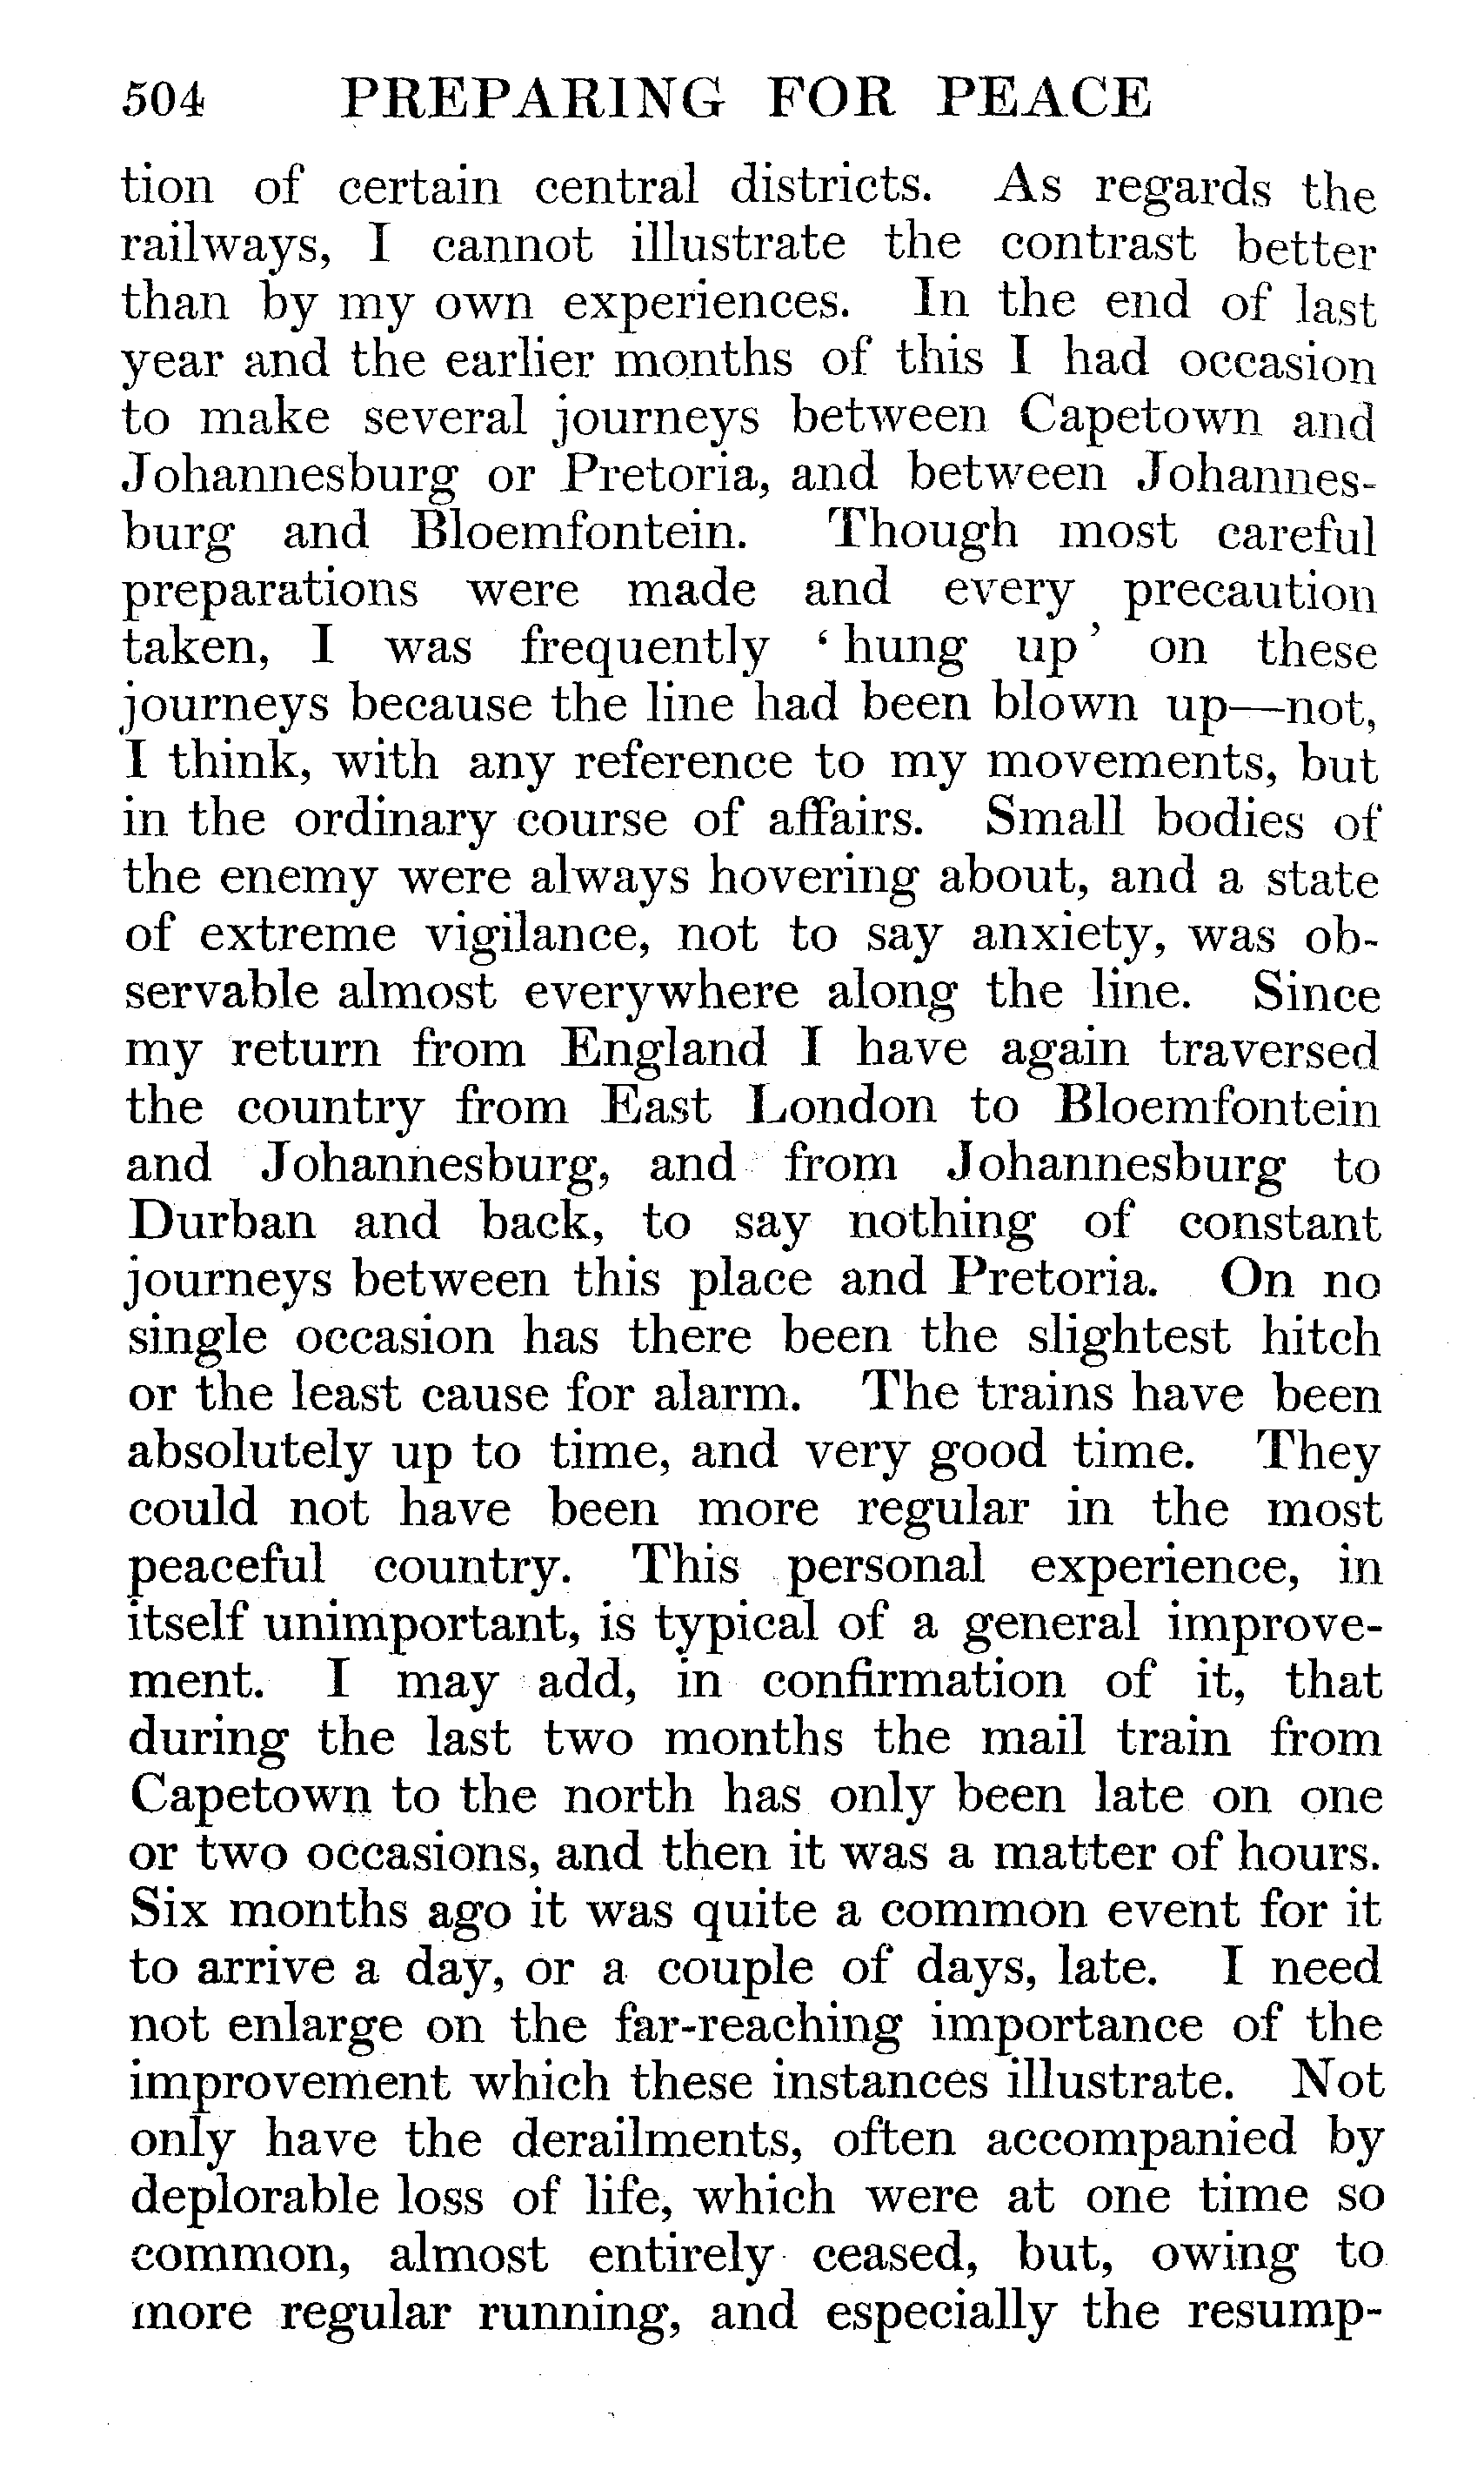 504 PREPARING FOR PEACE
tion of certain central districts. As regards the
railways, I cannot illustrate the contrast better
than by my own experiences. In the end of last
year and the earlier months of this I had occasion
to make several journeys between Capetown and
Johannesburg or Pretoria, and between Johannes-
burg and Bloemfontein. Though most careful
preparations were made and every precaution
taken, I was frequently ‘hung up’ on these
journeys because the line had been blown up—not,
I think, with any reference to my movements, but
in the ordinary course of affairs. Small bodies of
the enemy were always hovering about, and a state
of extreme vigilance, not to say anxiety, was ob-
servable almost everywhere along the line. Since
my return from England I have again traversed
the country from East London to Bloemfontein
and Johannesburg, and from Johannesburg to
Durban and back, to say nothing of constant
journeys between this place and Pretoria. On no
single occasion has there been the slightest hitch
or the least cause for alarm. The trains have been
absolutely up to time, and very good time. They
could not have been more regular in the most
peaceful country. This personal experience, in
itself unimportant, is typical of a general improve-
ment. I may add, in confirmation of it, that
during the last two months the mail train from
Capetown to the north has only been late on one
or two occasions, and then it was a matter of hours.
Six months ago it was quite a common event for it
to arrive a day, or a couple of days, late. I need
not enlarge on the far-reaching importance of the
improvement which these instances illustrate. Not
only have the derailments, often accompanied by
deplorable loss of life, which were at one time so
common, almost entirely ceased, but, owing to
more regular running, and especially the resump-